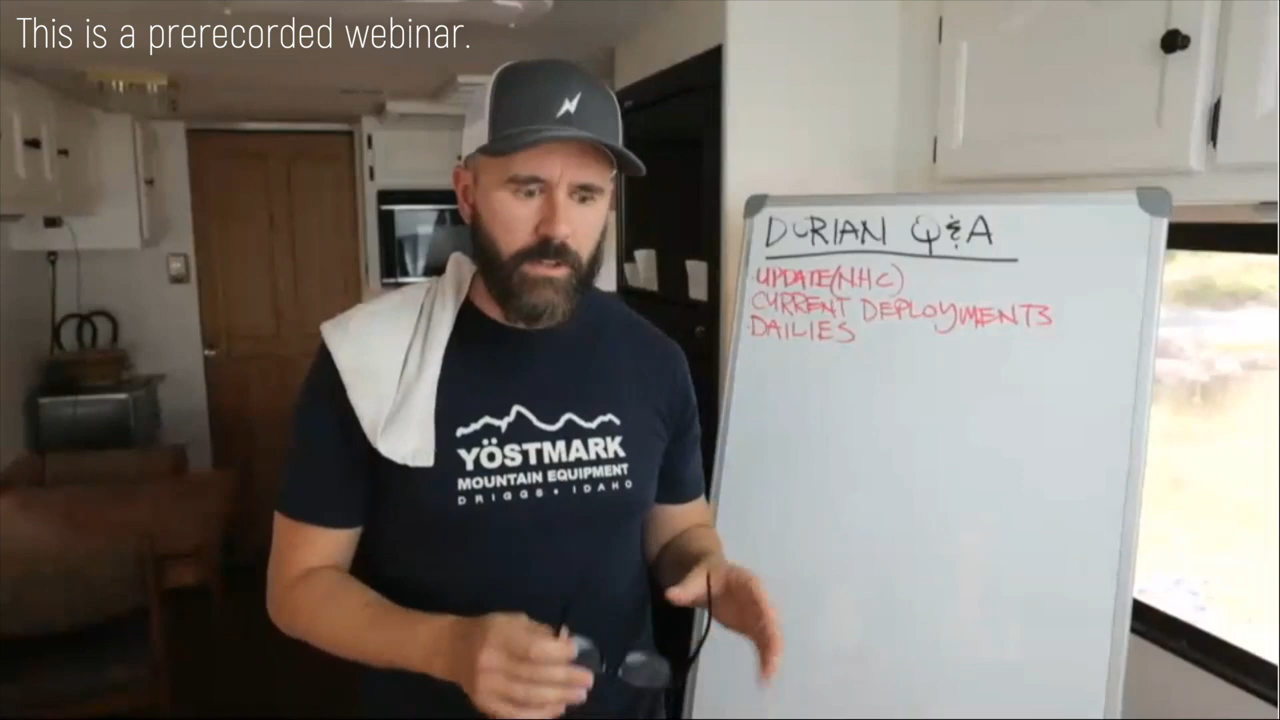 This is a prerecorded webinar.
DORIAN Q&A
UPDATE(NHC)
CURRENT DEPLOYMENTS
DAILIES
YÖSTMARK
MOUNTAIN EQUIPMENT
DRIGGS • IDAHO